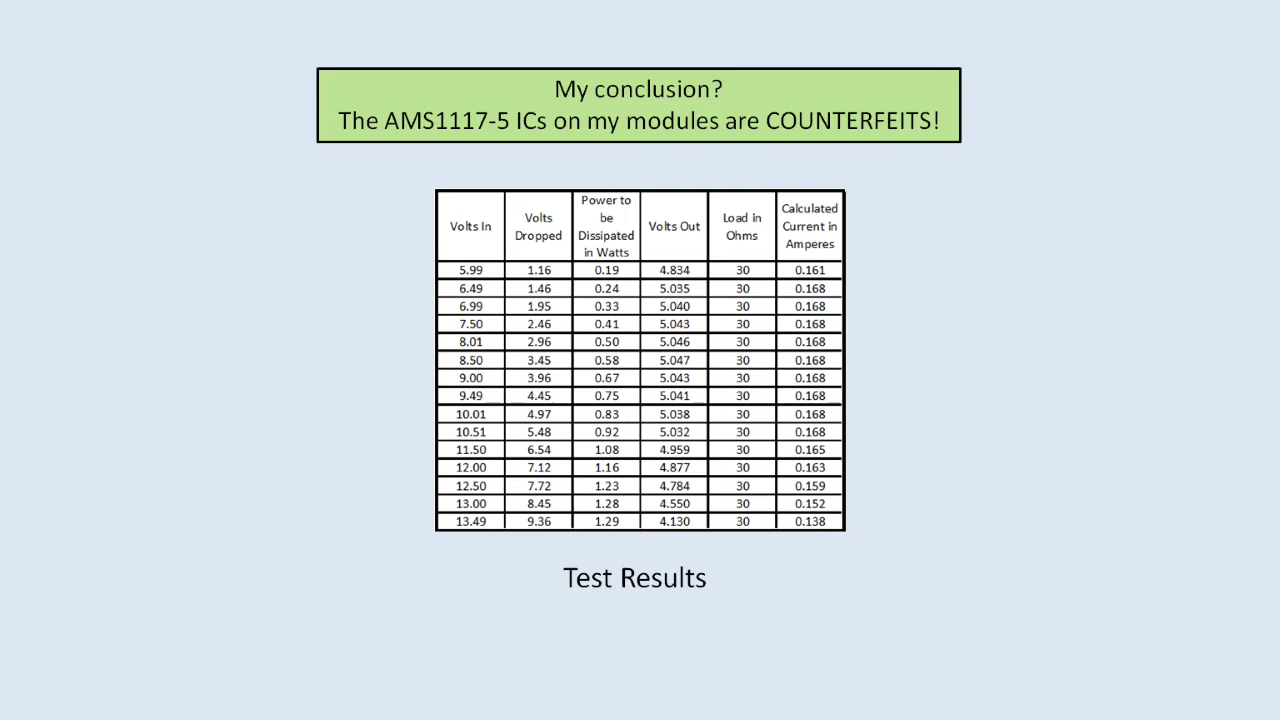 My conclusion?
The AMS1117-5 ICs on my modules are COUNTERFEITS!
Volts In | Volts Dropped | Power to be Dissipated in Watts | Volts Out | Load in Ohms | Calculated Current in Amperes
5.99 | 1.16 | 0.19 | 4.834 | 30 | 0.161
6.49 | 1.46 | 0.24 | 5.035 | 30 | 0.168
6.99 | 1.95 | 0.33 | 5.040 | 30 | 0.168
7.50 | 2.46 | 0.41 | 5.043 | 30 | 0.168
8.01 | 2.96 | 0.50 | 5.046 | 30 | 0.168
8.50 | 3.45 | 0.58 | 5.047 | 30 | 0.168
9.00 | 3.96 | 0.67 | 5.043 | 30 | 0.168
9.49 | 4.45 | 0.75 | 5.041 | 30 | 0.168
10.01 | 4.97 | 0.83 | 5.038 | 30 | 0.168
10.51 | 5.48 | 0.92 | 5.032 | 30 | 0.168
11.50 | 6.54 | 1.08 | 4.959 | 30 | 0.165
12.00 | 7.12 | 1.16 | 4.877 | 30 | 0.163
12.50 | 7.72 | 1.23 | 4.784 | 30 | 0.159
13.00 | 8.45 | 1.28 | 4.550 | 30 | 0.152
13.49 | 9.36 | 1.29 | 4.130 | 30 | 0.138
Test Results